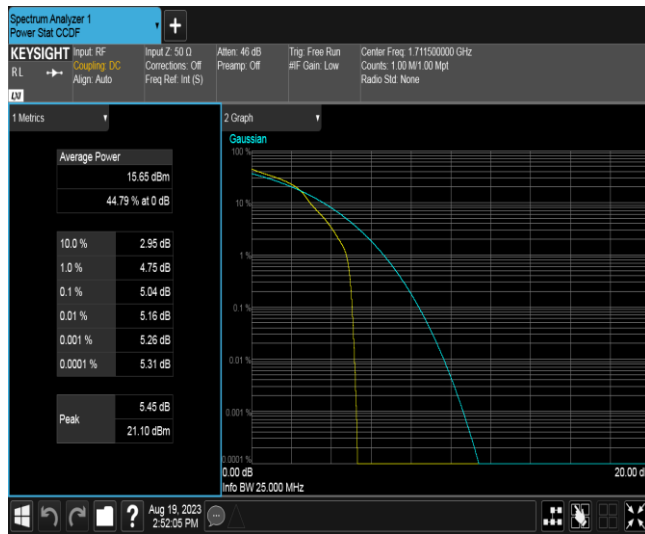 Spectrum Analyzer 1
Power Stat CCDF
+
KEYSIGHT
RL
LXI
Input: RF
Coupling: DC
Align: Auto
Input Z: 50 Ω
Corrections: Off
Freq Ref: Int (S)
Atten: 46 dB
Preamp: Off
Trig: Free Run
#IF Gain: Low
Center Freq: 1.711500000 GHz
Counts: 1.00 M/1.00 Mpt
Radio Std: None
1 Metrics
Average Power
15.65 dBm
44.79 % at 0 dB
10.0 % 2.95 dB
1.0 % 4.75 dB
0.1 % 5.04 dB
0.01 % 5.16 dB
0.001 % 5.26 dB
0.0001 % 5.31 dB
Peak
5.45 dB
21.10 dBm
2 Graph
Gaussian
100 %
10 %
1 %
0.1 %
0.01 %
0.001 %
0.0001 %
0.00 dB
20.00 d
Info BW 25.000 MHz
?
Aug 19, 2023
2:52:05 PM